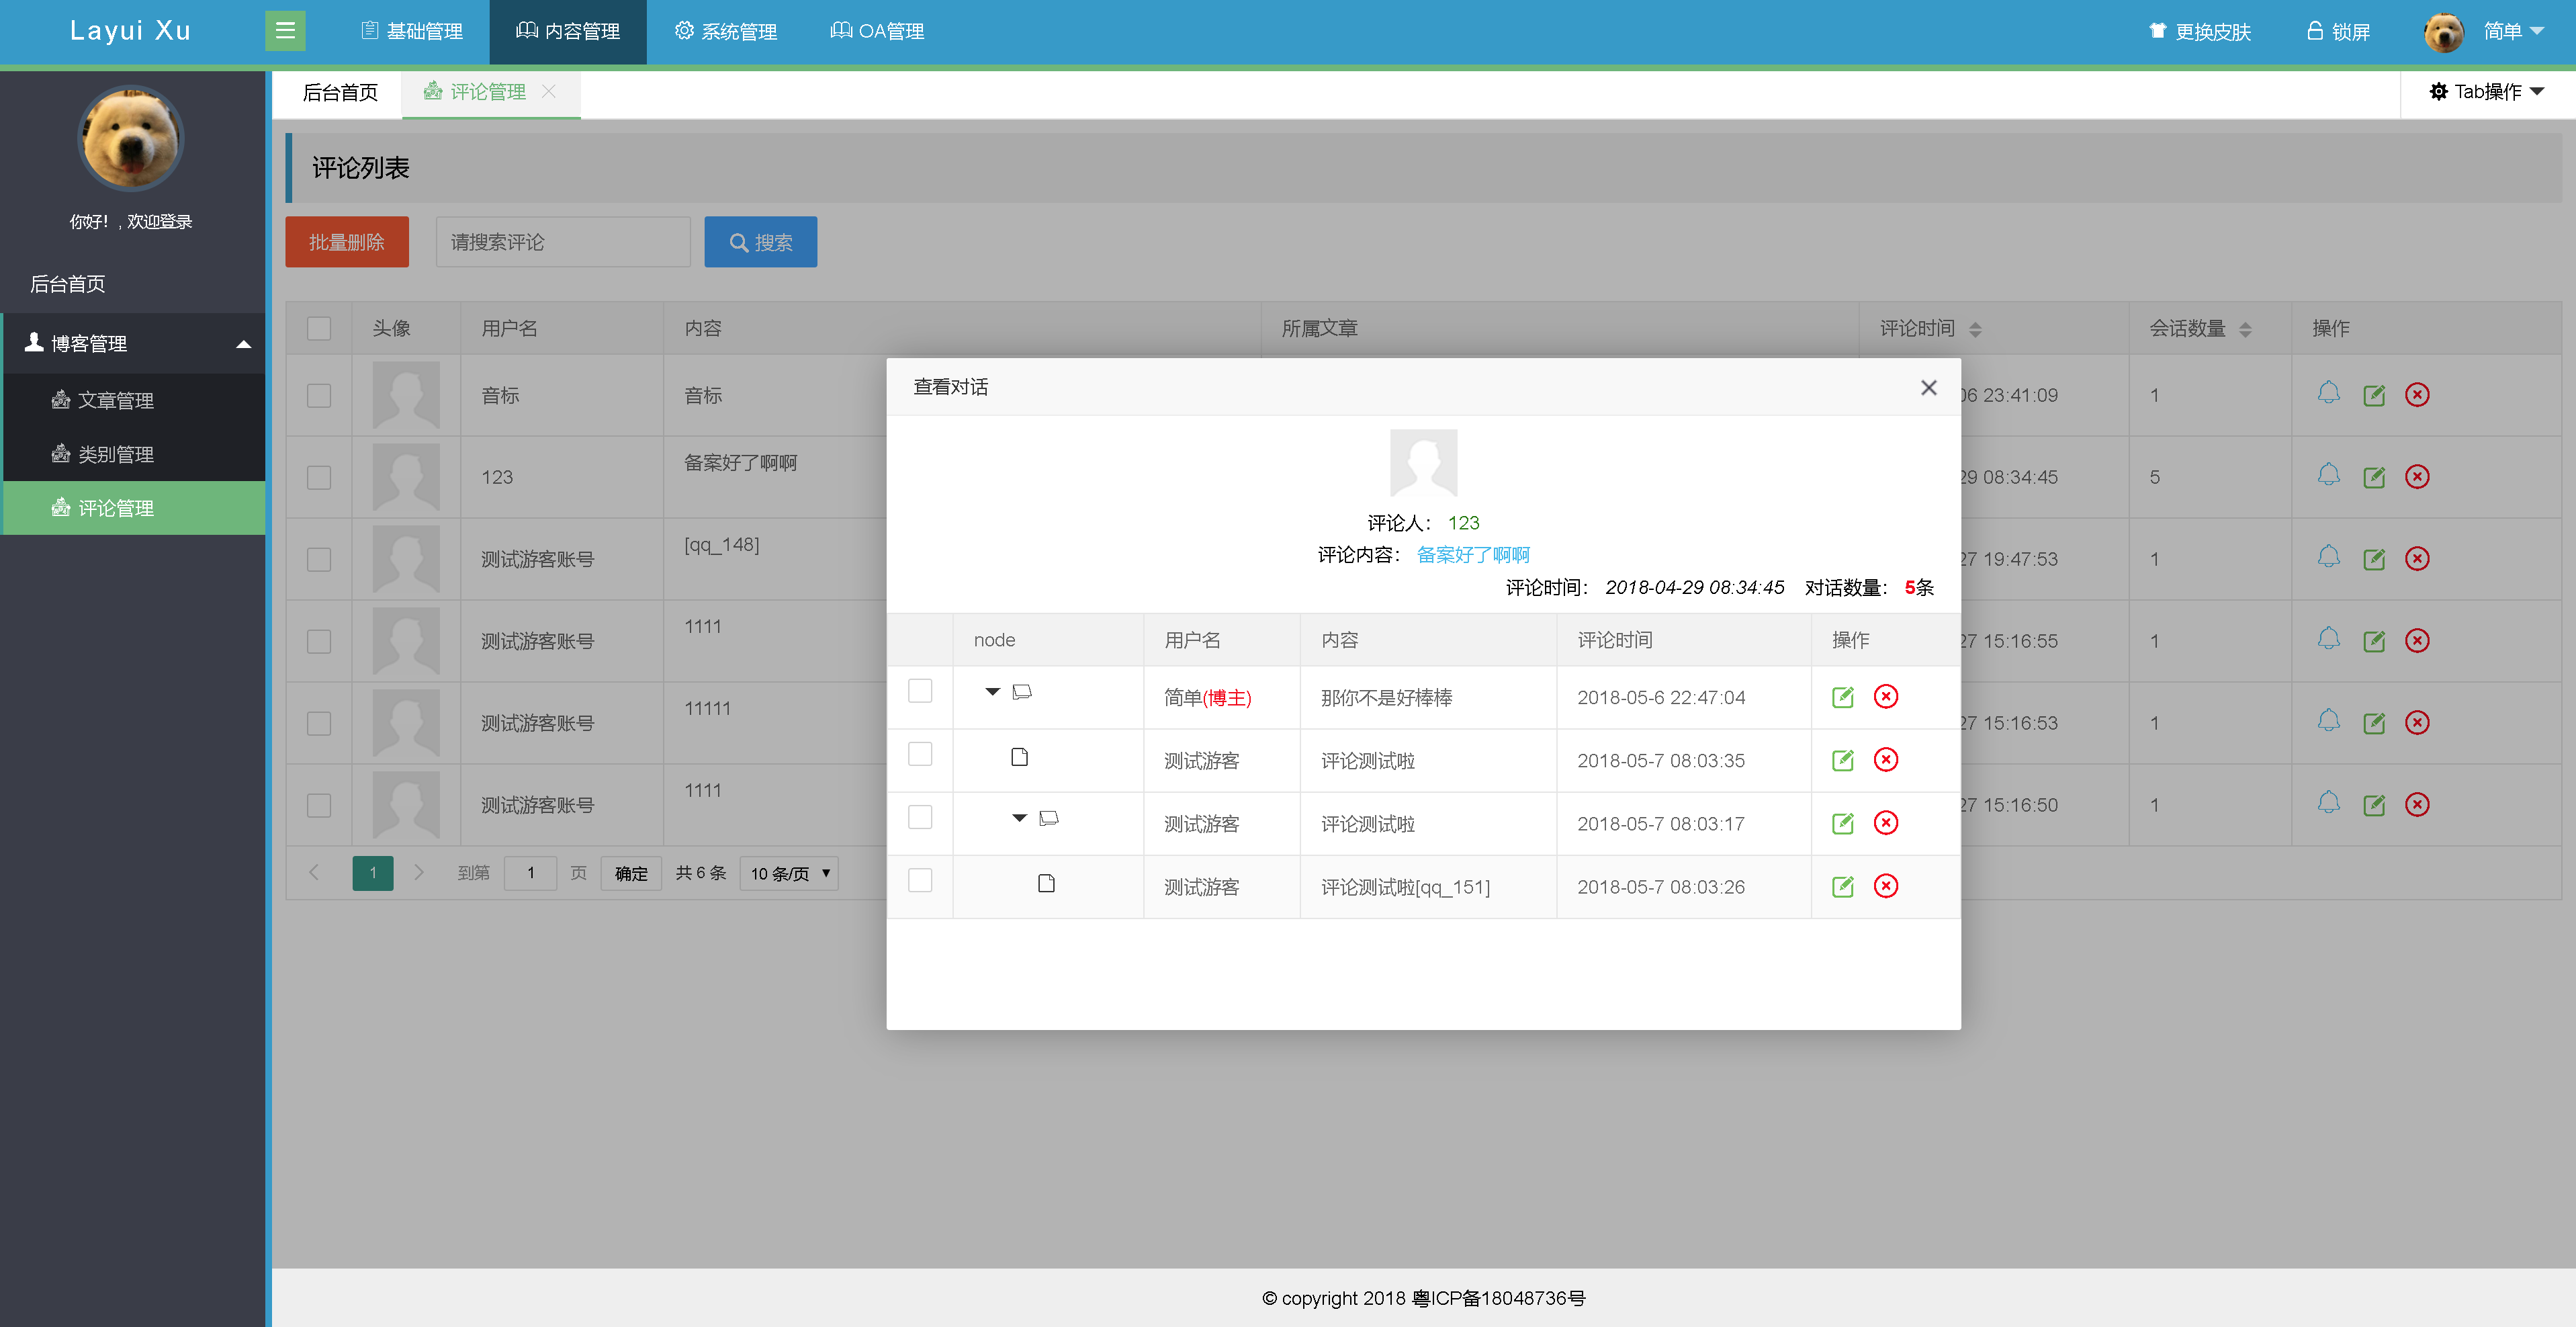 Layui Xu
基础管理
内容管理
系统管理
OA管理
更换皮肤
锁屏
简单
你好！, 欢迎登录
后台首页
博客管理
文章管理
类别管理
评论管理
后台首页
评论管理
Tab操作
评论列表
批量删除
请搜索评论
搜索
头像 用户名 内容 所属文章 评论时间 会话数量 操作
音标 音标 06 23:41:09 1
123 备案好了啊啊 29 08:34:45 5
测试游客账号 [qq_148] 27 19:47:53 1
测试游客账号 1111 27 15:16:55 1
测试游客账号 11111 27 15:16:53 1
测试游客账号 1111 27 15:16:50 1
1 到第 1 页 确定 共 6 条 10 条/页
查看对话
评论人： 123
评论内容： 备案好了啊啊
评论时间： 2018-04-29 08:34:45 对话数量： 5条
node 用户名 内容 评论时间 操作
简单(博主) 那你不是好棒棒 2018-05-6 22:47:04
测试游客 评论测试啦 2018-05-7 08:03:35
测试游客 评论测试啦 2018-05-7 08:03:17
测试游客 评论测试啦[qq_151] 2018-05-7 08:03:26
© copyright 2018 粤ICP备18048736号